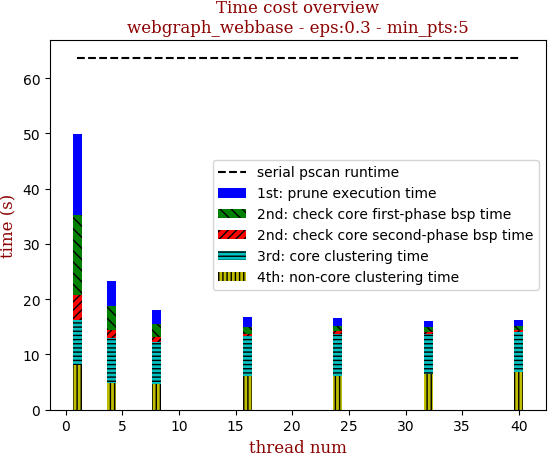 Time cost overview
webgraph_webbase - eps:0.3 - min_pts:5
time (s)
60
50
40
30
20
10
0
serial pscan runtime
1st: prune execution time
2nd: check core first-phase bsp time
2nd: check core second-phase bsp time
3rd: core clustering time
4th: non-core clustering time
0 5 10 15 20 25 30 35 40
thread num